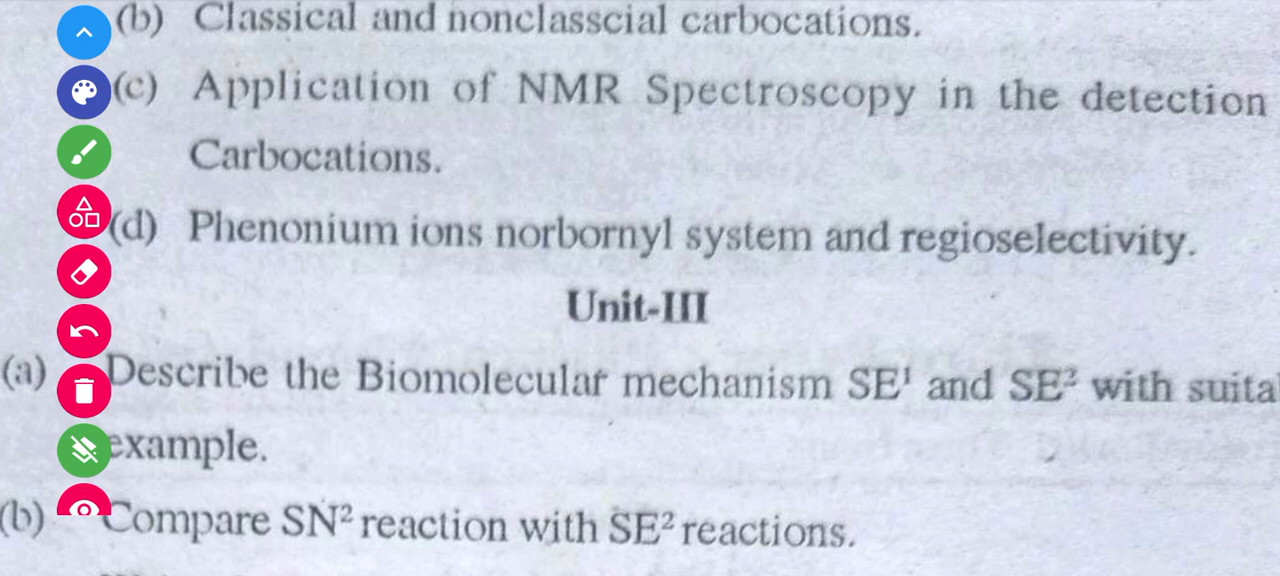 (b) Classical and nonclasscial carbocations.
(c) Application of NMR Spectroscopy in the detection
Carbocations.
(d) Phenonium ions norbornyl system and regioselectivity.
Unit-III
(a) Describe the Biomolecular mechanism SE¹ and SE² with
example.
(b) Compare SN² reaction with SE² reactions.